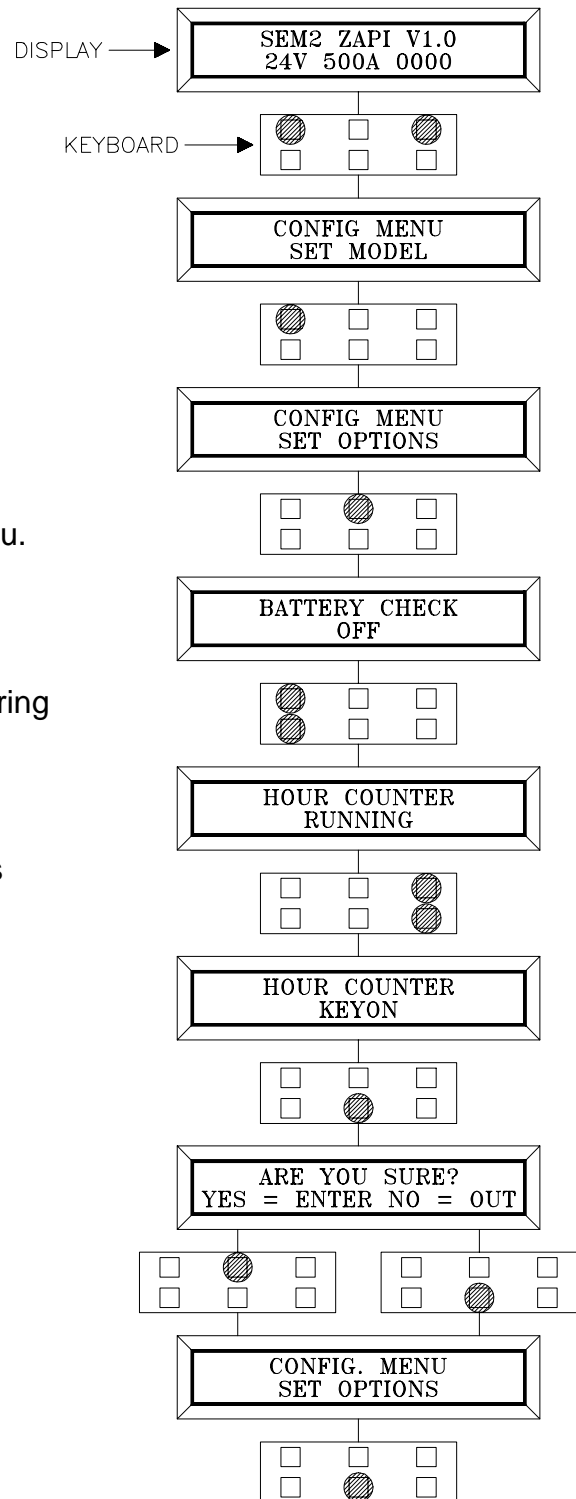 DISPLAY
SEM2 ZAPI V1.0
24V 500A 0000
KEYBOARD
CONFIG MENU
SET MODEL
CONFIG MENU
SET OPTIONS
u.
BATTERY CHECK
OFF
ring
HOUR COUNTER
RUNNING
s
HOUR COUNTER
KEYON
ARE YOU SURE?
YES = ENTER NO = OUT
CONFIG. MENU
SET OPTIONS